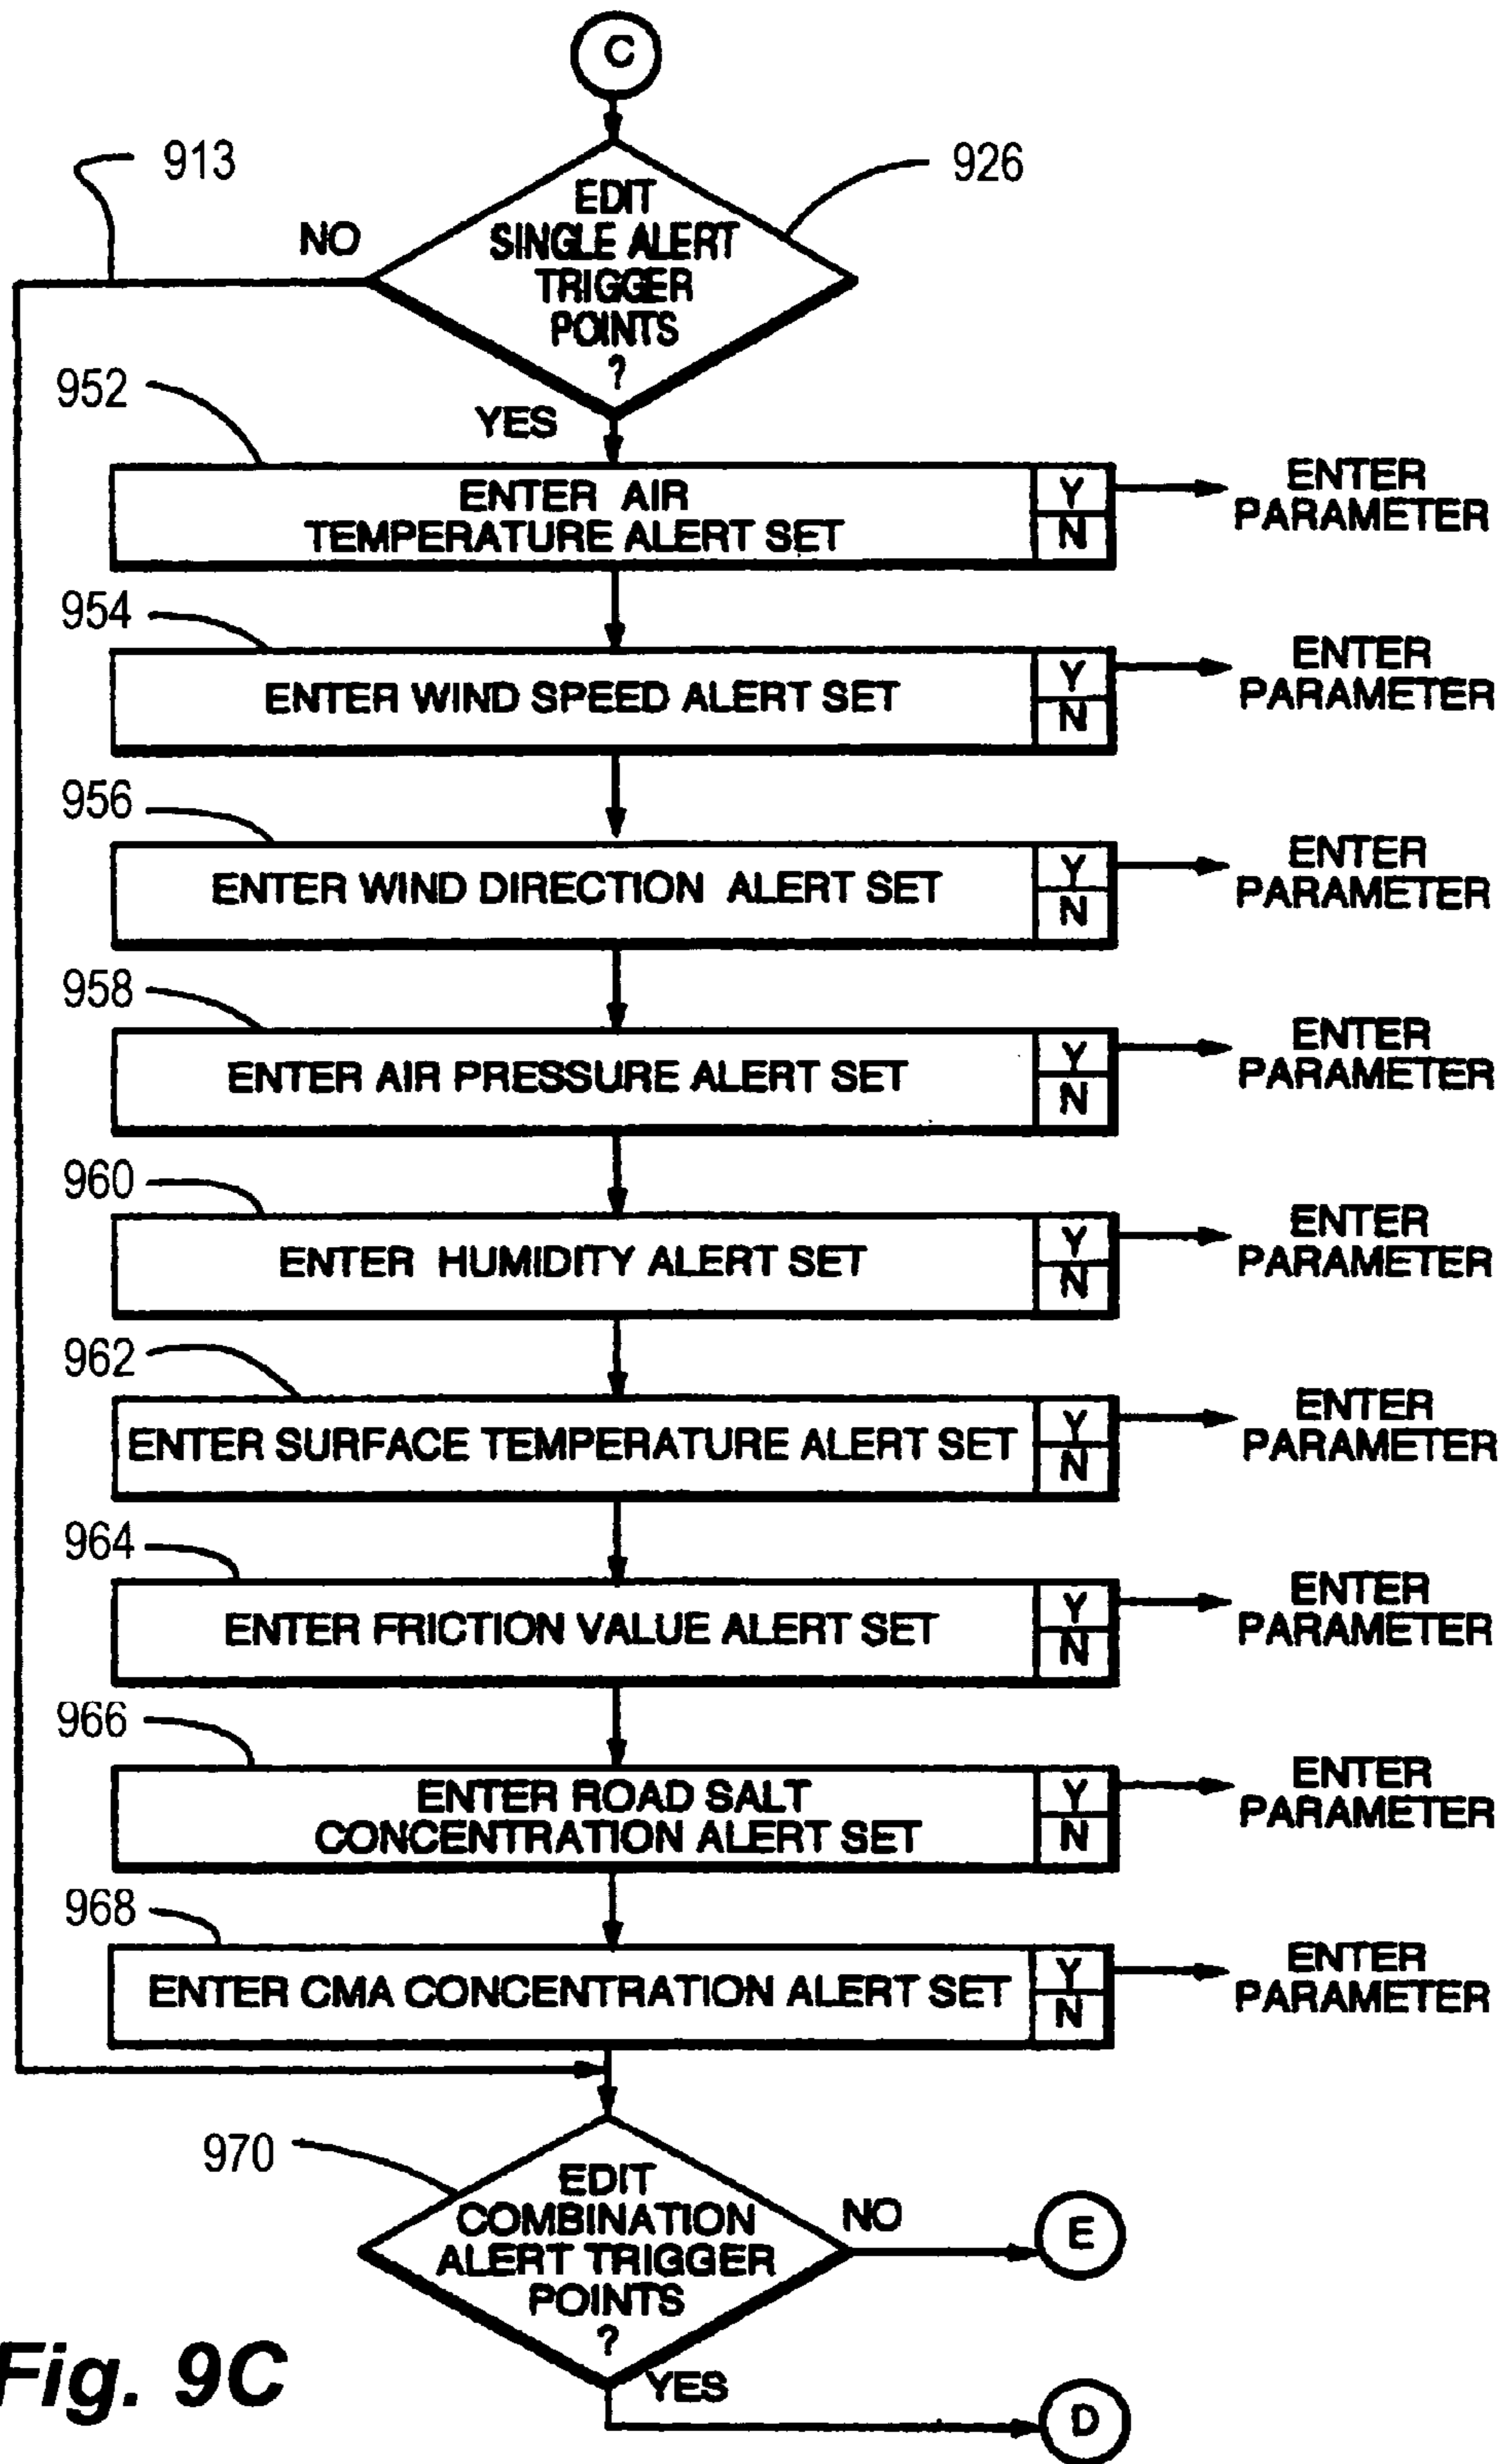 C
913
926
EDIT
SINGLE ALERT
TRIGGER
POINTS
?
NO
YES
952
ENTER AIR
TEMPERATURE ALERT SET
Y
N
ENTER
PARAMETER
954
ENTER WIND SPEED ALERT SET
Y
N
ENTER
PARAMETER
956
ENTER WIND DIRECTION ALERT SET
Y
N
ENTER
PARAMETER
958
ENTER AIR PRESSURE ALERT SET
Y
N
ENTER
PARAMETER
960
ENTER HUMIDITY ALERT SET
Y
N
ENTER
PARAMETER
962
ENTER SURFACE TEMPERATURE ALERT SET
Y
N
ENTER
PARAMETER
964
ENTER FRICTION VALUE ALERT SET
Y
N
ENTER
PARAMETER
966
ENTER ROAD SALT
CONCENTRATION ALERT SET
Y
N
ENTER
PARAMETER
968
ENTER CMA CONCENTRATION ALERT SET
Y
N
ENTER
PARAMETER
970
EDIT
COMBINATION
ALERT TRIGGER
POINTS
?
NO
E
YES
D
Fig. 9C